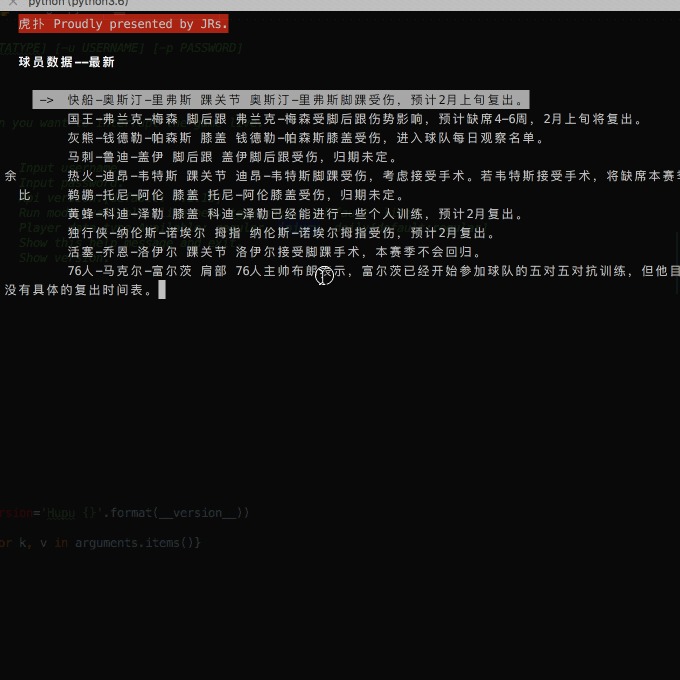 python (python3.6)
虎扑 Proudly presented by JRs.
TATYPE] [-u USERNAME] [-p PASSWORD]
球员数据--最新
-> 快船-奥斯汀-里弗斯 踝关节 奥斯汀-里弗斯脚踝受伤，预计2月上旬复出。
国王-弗兰克-梅森 脚后跟 弗兰克-梅森受脚后跟伤势影响，预计缺席4-6周，2月上旬将复出。
灰熊-钱德勒-帕森斯 膝盖 钱德勒-帕森斯膝盖受伤，进入球队每日观察名单。
马刺-鲁迪-盖伊 脚后跟 盖伊脚后跟受伤，归期未定。
余 热火-迪昂-韦特斯 踝关节 迪昂-韦特斯脚踝受伤，考虑接受手术。若韦特斯接受手术，将缺席本赛季
比 鹈鹕-托尼-阿伦 膝盖 托尼-阿伦膝盖受伤，归期未定。
黄蜂-科迪-泽勒 膝盖 科迪-泽勒已经能进行一些个人训练，预计2月复出。
独行侠-纳伦斯-诺埃尔 拇指 纳伦斯-诺埃尔拇指受伤，预计2月复出。
活塞-乔恩-洛伊尔 踝关节 洛伊尔接受脚踝手术，本赛季不会回归。
76人-马克尔-富尔茨 肩部 76人主帅布朗表示，富尔茨已经开始参加球队的五对五对抗训练，但他目
没有具体的复出时间表。
rsion='Hupu {}'.format(__version__))
or k, v in arguments.items()}